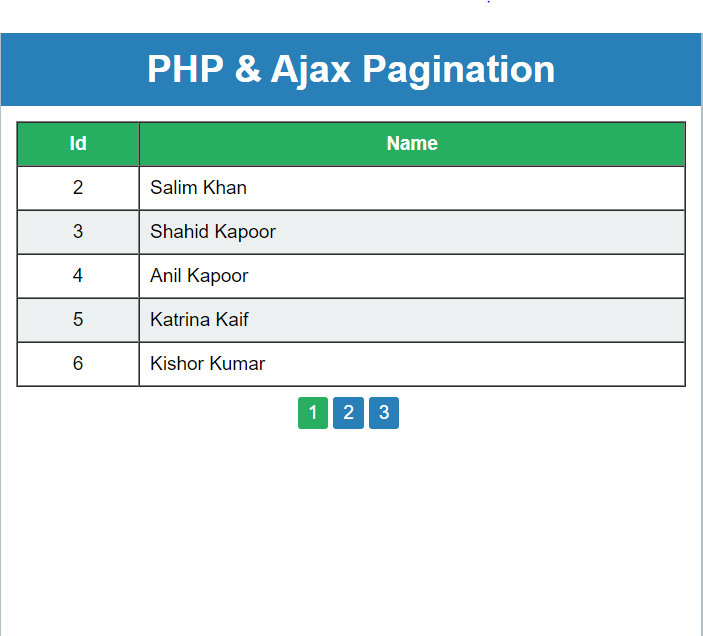 PHP & Ajax Pagination
Id Name
2 Salim Khan
3 Shahid Kapoor
4 Anil Kapoor
5 Katrina Kaif
6 Kishor Kumar
1 2 3